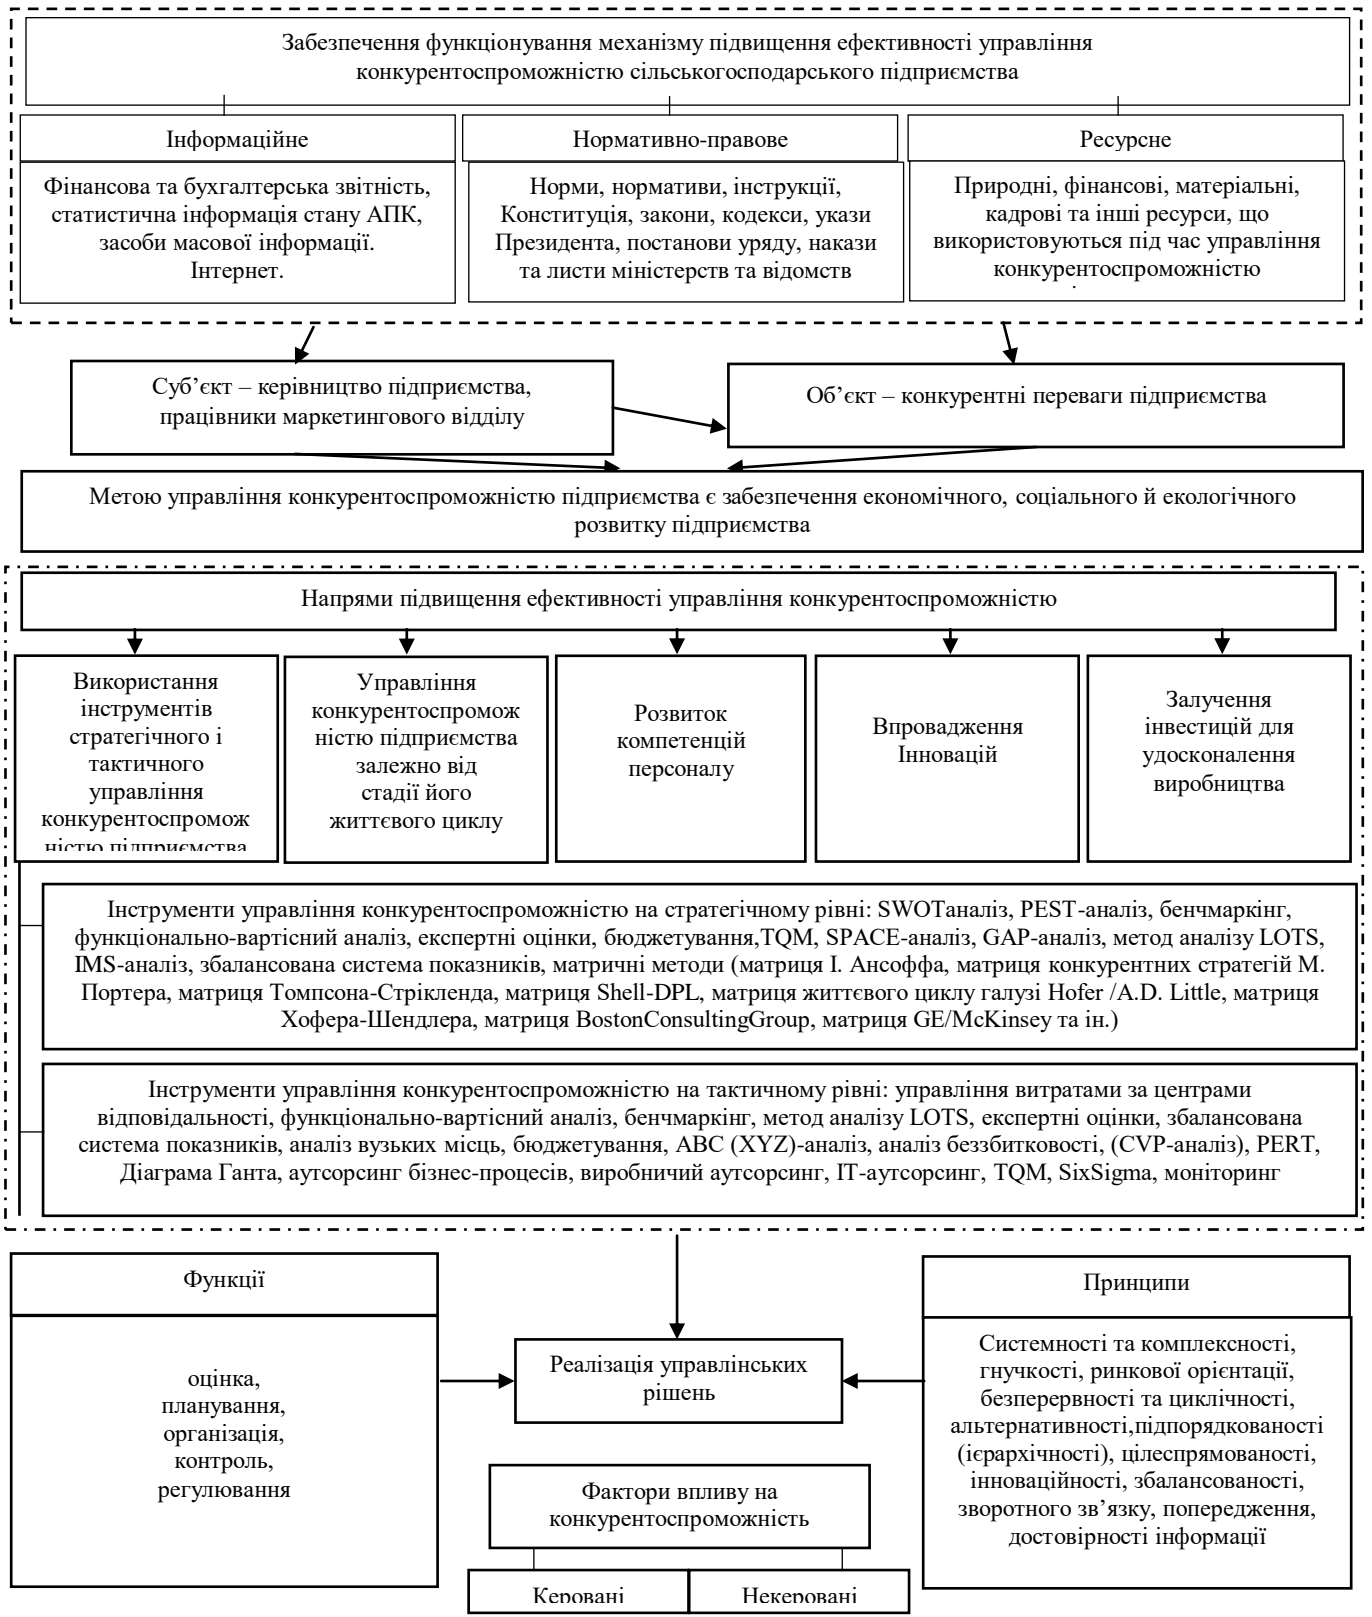 Забезпечення функціонування механізму підвищення ефективності управління
конкурентоспроможністю сільськогосподарського підприємства
Інформаційне
Фінансова та бухгалтерська звітність,
статистична інформація стану АПК,
засоби масової інформації.
Інтернет.
Нормативно-правове
Норми, нормативи, інструкції,
Конституція, закони, кодекси, укази
Президента, постанови уряду, накази
та листи міністерств та відомств
Ресурсне
Природні, фінансові, матеріальні,
кадрові та інші ресурси, що
використовуються під час управління
конкурентоспроможністю
Суб’єкт – керівництво підприємства,
працівники маркетингового відділу
Об’єкт – конкурентні переваги підприємства
Метою управління конкурентоспроможністю підприємства є забезпечення економічного, соціального й екологічного
розвитку підприємства
Напрями підвищення ефективності управління конкурентоспроможністю
Використання
інструментів
стратегічного і
тактичного
управління
конкурентоспромож
ністю підприємства
Управління
конкурентоспромож
ністю підприємства
залежно від
стадії його
життєвого циклу
Розвиток
компетенцій
персоналу
Впровадження
Інновацій
Залучення
інвестицій для
удосконалення
виробництва
Інструменти управління конкурентоспроможністю на стратегічному рівні: SWOTаналіз, PEST-аналіз, бенчмаркінг,
функціонально-вартісний аналіз, експертні оцінки, бюджетування,TQM, SPACE-аналіз, GAP-аналіз, метод аналізу LOTS,
IMS-аналіз, збалансована система показників, матричні методи (матриця І. Ансоффа, матриця конкурентних стратегій М.
Портера, матриця Томпсона-Стрікленда, матриця Shell-DPL, матриця життєвого циклу галузі Hofer /A.D. Little, матриця
Хофера-Шендлера, матриця BostonConsultingGroup, матриця GE/McKinsey та ін.)
Інструменти управління конкурентоспроможністю на тактичному рівні: управління витратами за центрами
відповідальності, функціонально-вартісний аналіз, бенчмаркінг, метод аналізу LOTS, експертні оцінки, збалансована
система показників, аналіз вузьких місць, бюджетування, ABC (XYZ)-аналіз, аналіз беззбитковості, (CVP-аналіз), PERT,
Діаграма Ганта, аутсорсинг бізнес-процесів, виробничий аутсорсинг, ІТ-аутсорсинг, TQM, SixSigma, моніторинг
Функції
оцінка,
планування,
організація,
контроль,
регулювання
Реалізація управлінських
рішень
Фактори впливу на
конкурентоспроможність
Керовані
Некеровані
Принципи
Системності та комплексності,
гнучкості, ринкової орієнтації,
безперервності та циклічності,
альтернативності,підпорядкованості
(ієрархічності), цілеспрямованості,
інноваційності, збалансованості,
зворотного зв’язку, попередження,
достовірності інформації